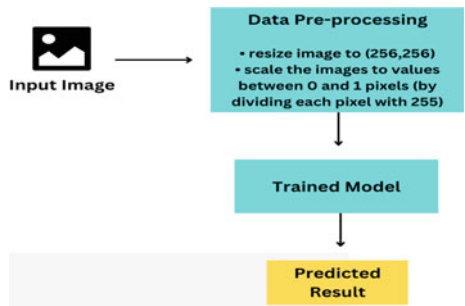 Input Image
Data Pre-processing
• resize image to (256,256)
• scale the images to values
between 0 and 1 pixels (by
dividing each pixel with 255)
Trained Model
Predicted
Result